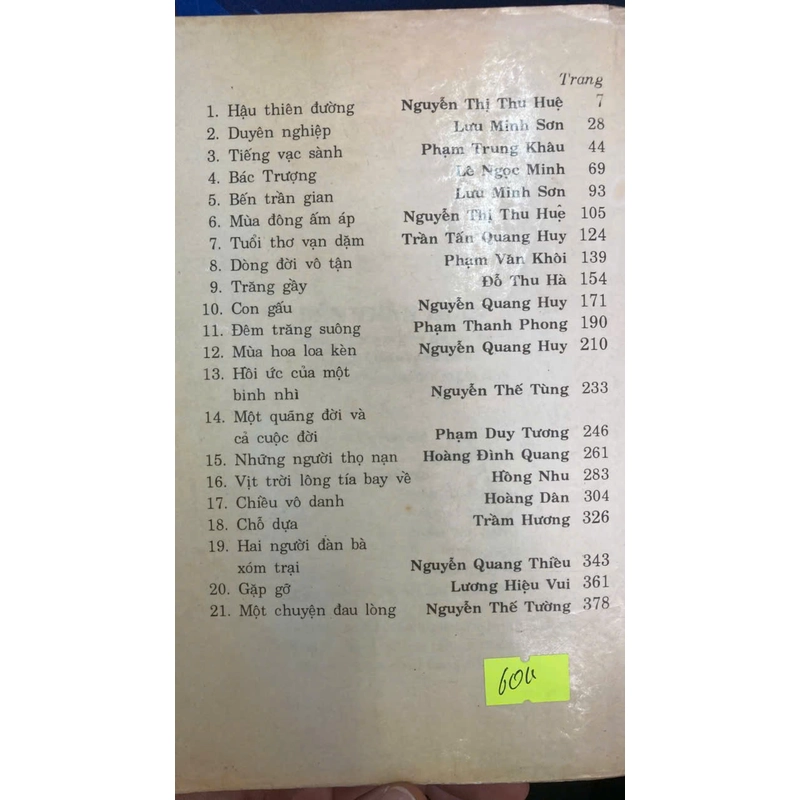 Trang
1. Hậu thiên đường Nguyễn Thị Thu Huệ 7
2. Duyên nghiệp Lưu Minh Sơn 28
3. Tiếng vạc sành Phạm Trung Khâu 44
4. Bác Trượng Lê Ngọc Minh 69
5. Bến trần gian Lưu Minh Sơn 93
6. Mùa đông ấm áp Nguyễn Thị Thu Huệ 105
7. Tuổi thơ vạn dặm Trần Tấn Quang Huy 124
8. Dòng đời vô tận Phạm Văn Khòi 139
9. Trăng gầy Đỗ Thu Hà 154
10. Con gấu Nguyễn Quang Huy 171
11. Đêm trăng suông Phạm Thanh Phong 190
12. Mùa hoa loa kèn Nguyễn Quang Huy 210
13. Hồi ức của một
binh nhì Nguyễn Thế Tùng 233
14. Một quãng đời và
cả cuộc đời Phạm Duy Tương 246
15. Những người thọ nạn Hoàng Đình Quang 261
16. Vịt trời lông tía bay về Hồng Nhu 283
17. Chiều vô danh Hoàng Dân 304
18. Chỗ dựa Trầm Hương 326
19. Hai người đàn bà
xóm trại Nguyễn Quang Thiều 343
20. Gặp gỡ Lương Hiệu Vui 361
21. Một chuyện đau lòng Nguyễn Thế Tường 378